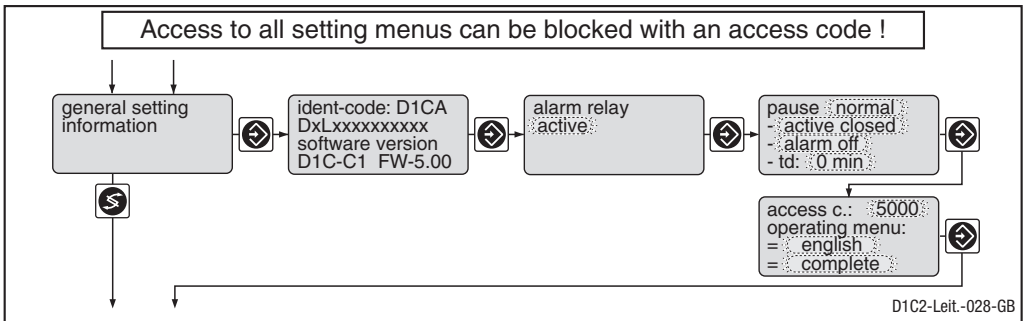 Access to all setting menus can be blocked with an access code !
general setting
information
ident-code: D1CA
DxLxxxxxxxxxx
software version
D1C-C1 FW-5.00
alarm relay
active
pause normal
- active closed
- alarm off
- td: 0 min
access c.: 5000
operating menu:
= english
= complete
D1C2-Leit.-028-GB